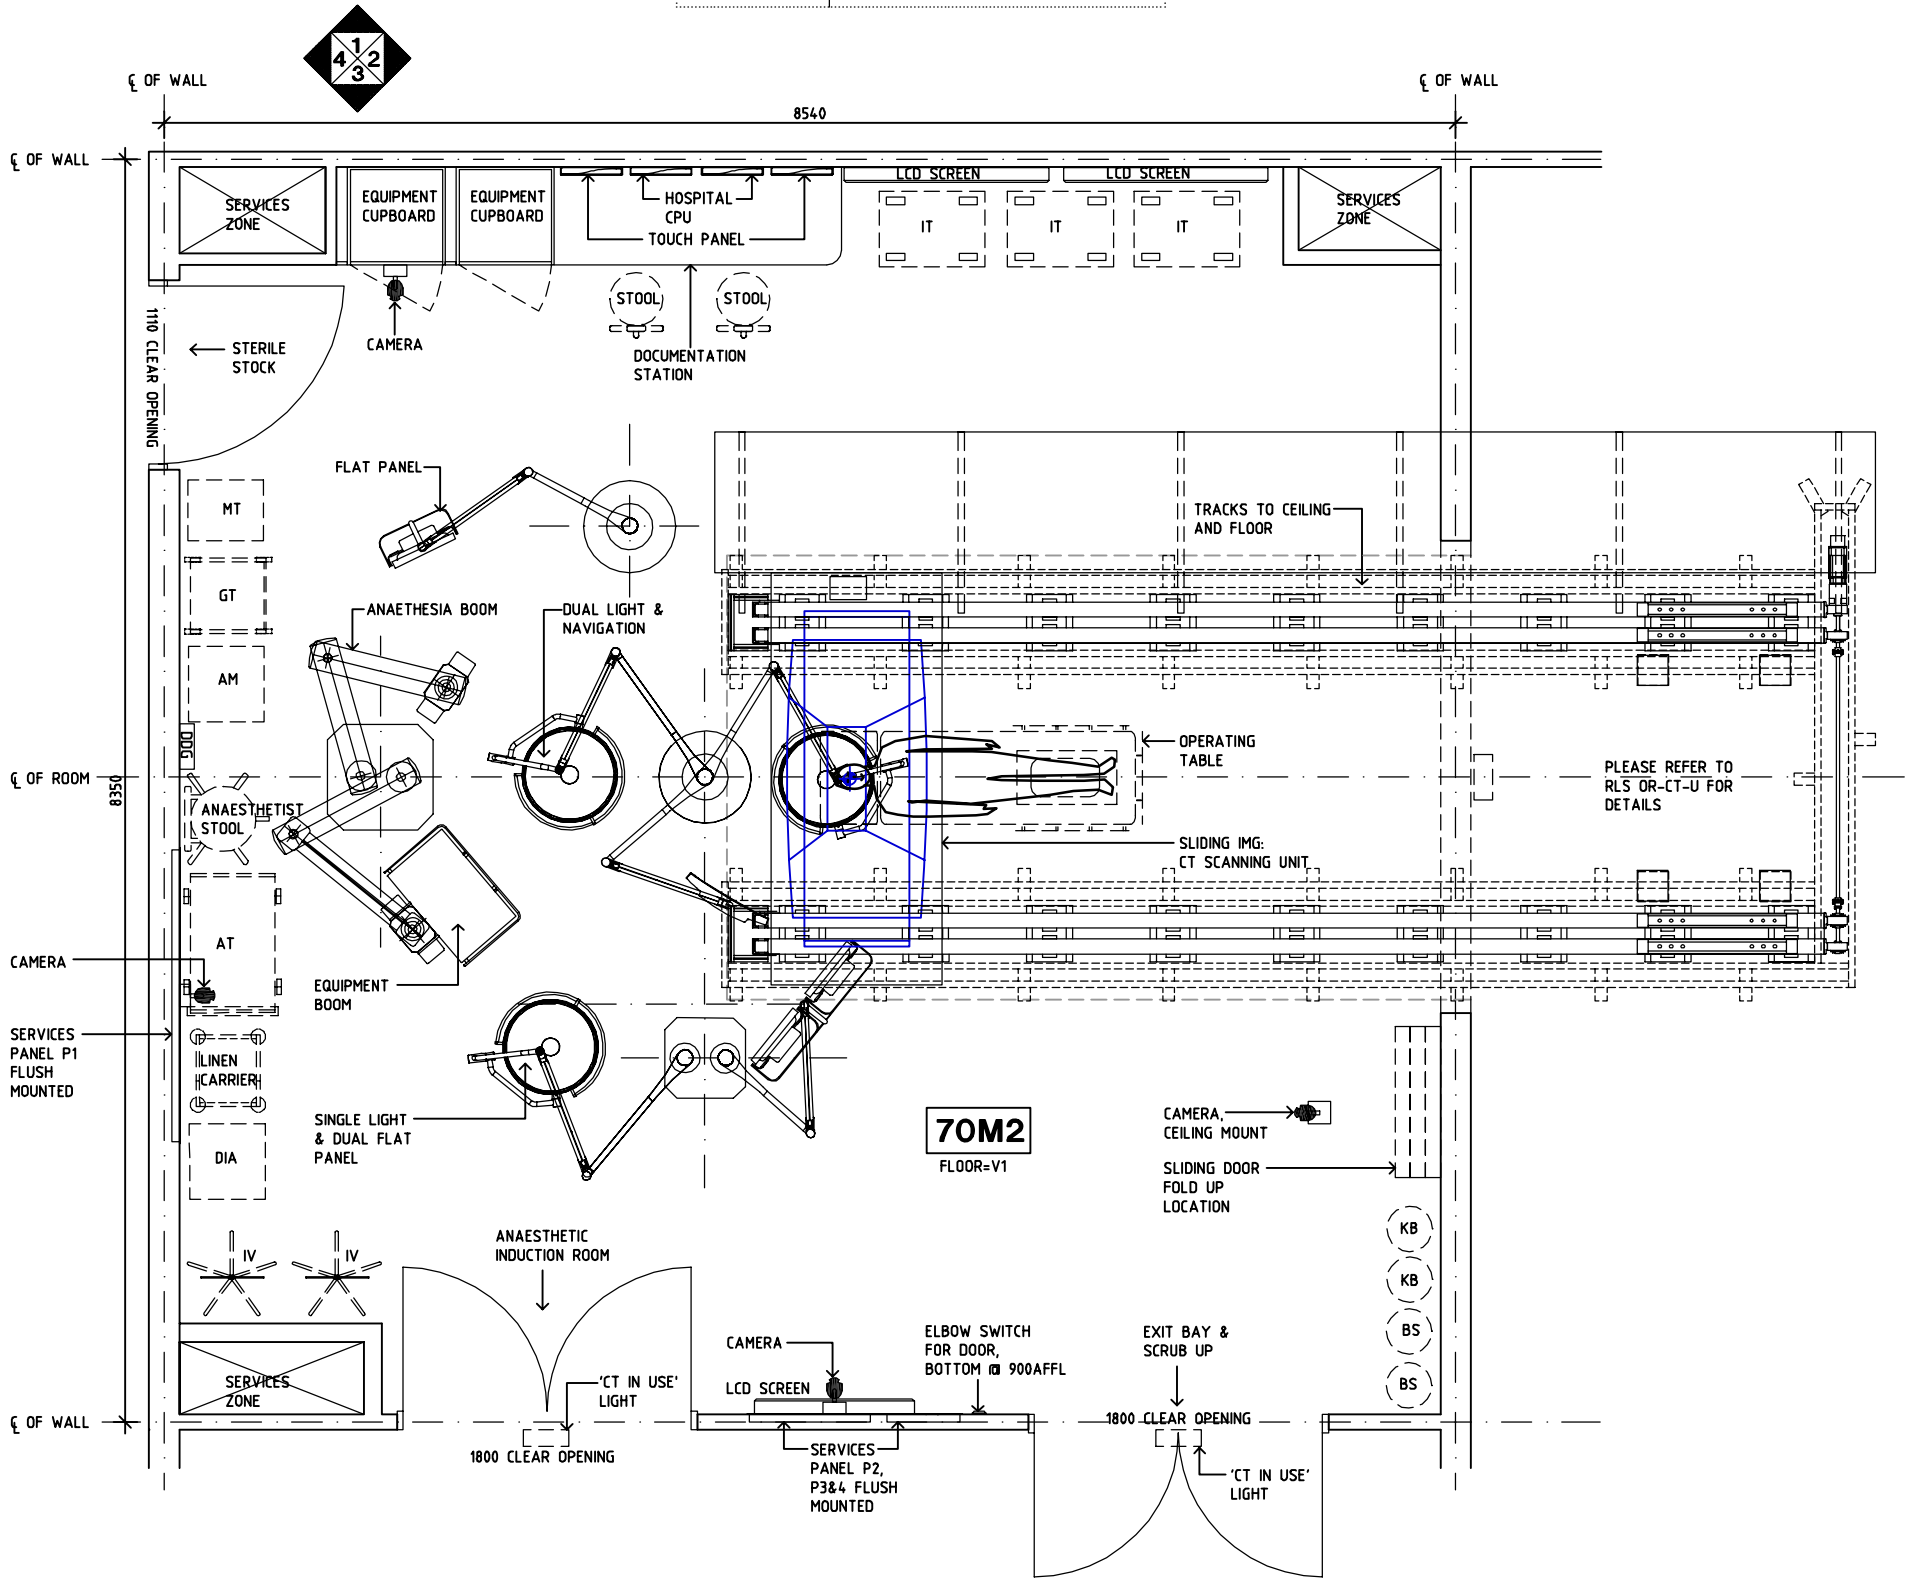 1
4 2
3
℄ OF WALL
℄ OF WALL
8540
℄ OF WALL
SERVICES
ZONE
EQUIPMENT
CUPBOARD
EQUIPMENT
CUPBOARD
HOSPITAL
CPU
TOUCH PANEL
LCD SCREEN
LCD SCREEN
IT
IT
IT
SERVICES
ZONE
STOOL
STOOL
1110 CLEAR OPENING
STERILE
STOCK
CAMERA
DOCUMENTATION
STATION
FLAT PANEL
MT
TRACKS TO CEILING
AND FLOOR
GT
ANAETHESIA BOOM
DUAL LIGHT &
NAVIGATION
AM
DDG
℄ OF ROOM
8350
OPERATING
TABLE
PLEASE REFER TO
RLS OR-CT-U FOR
DETAILS
ANAESTHETIST
STOOL
SLIDING IMG:
CT SCANNING UNIT
AT
CAMERA
EQUIPMENT
BOOM
SERVICES
PANEL P1
FLUSH
MOUNTED
LINEN
CARRIER
SINGLE LIGHT
& DUAL FLAT
PANEL
70M2
FLOOR=V1
CAMERA,
CEILING MOUNT
DIA
SLIDING DOOR
FOLD UP
LOCATION
KB
KB
BS
BS
IV
IV
ANAESTHETIC
INDUCTION ROOM
CAMERA
LCD SCREEN
ELBOW SWITCH
FOR DOOR,
BOTTOM @ 900AFFL
EXIT BAY &
SCRUB UP
SERVICES
ZONE
'CT IN USE'
LIGHT
℄ OF WALL
1800 CLEAR OPENING
1800 CLEAR OPENING
SERVICES
PANEL P2,
P3&4 FLUSH
MOUNTED
'CT IN USE'
LIGHT